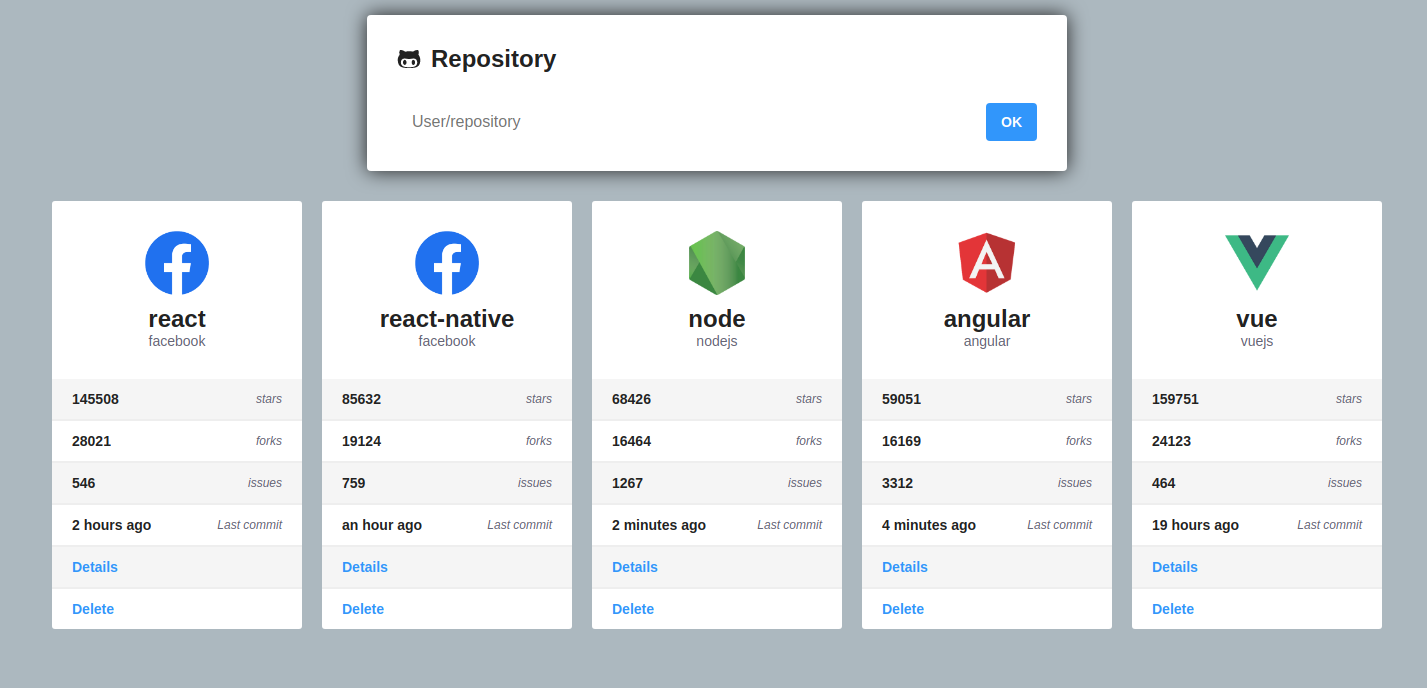 Repository
User/repository
OK
react
facebook
145508 stars
28021 forks
546 issues
2 hours ago Last commit
Details
Delete
react-native
facebook
85632 stars
19124 forks
759 issues
an hour ago Last commit
Details
Delete
node
nodejs
68426 stars
16464 forks
1267 issues
2 minutes ago Last commit
Details
Delete
angular
angular
59051 stars
16169 forks
3312 issues
4 minutes ago Last commit
Details
Delete
vue
vuejs
159751 stars
24123 forks
464 issues
19 hours ago Last commit
Details
Delete